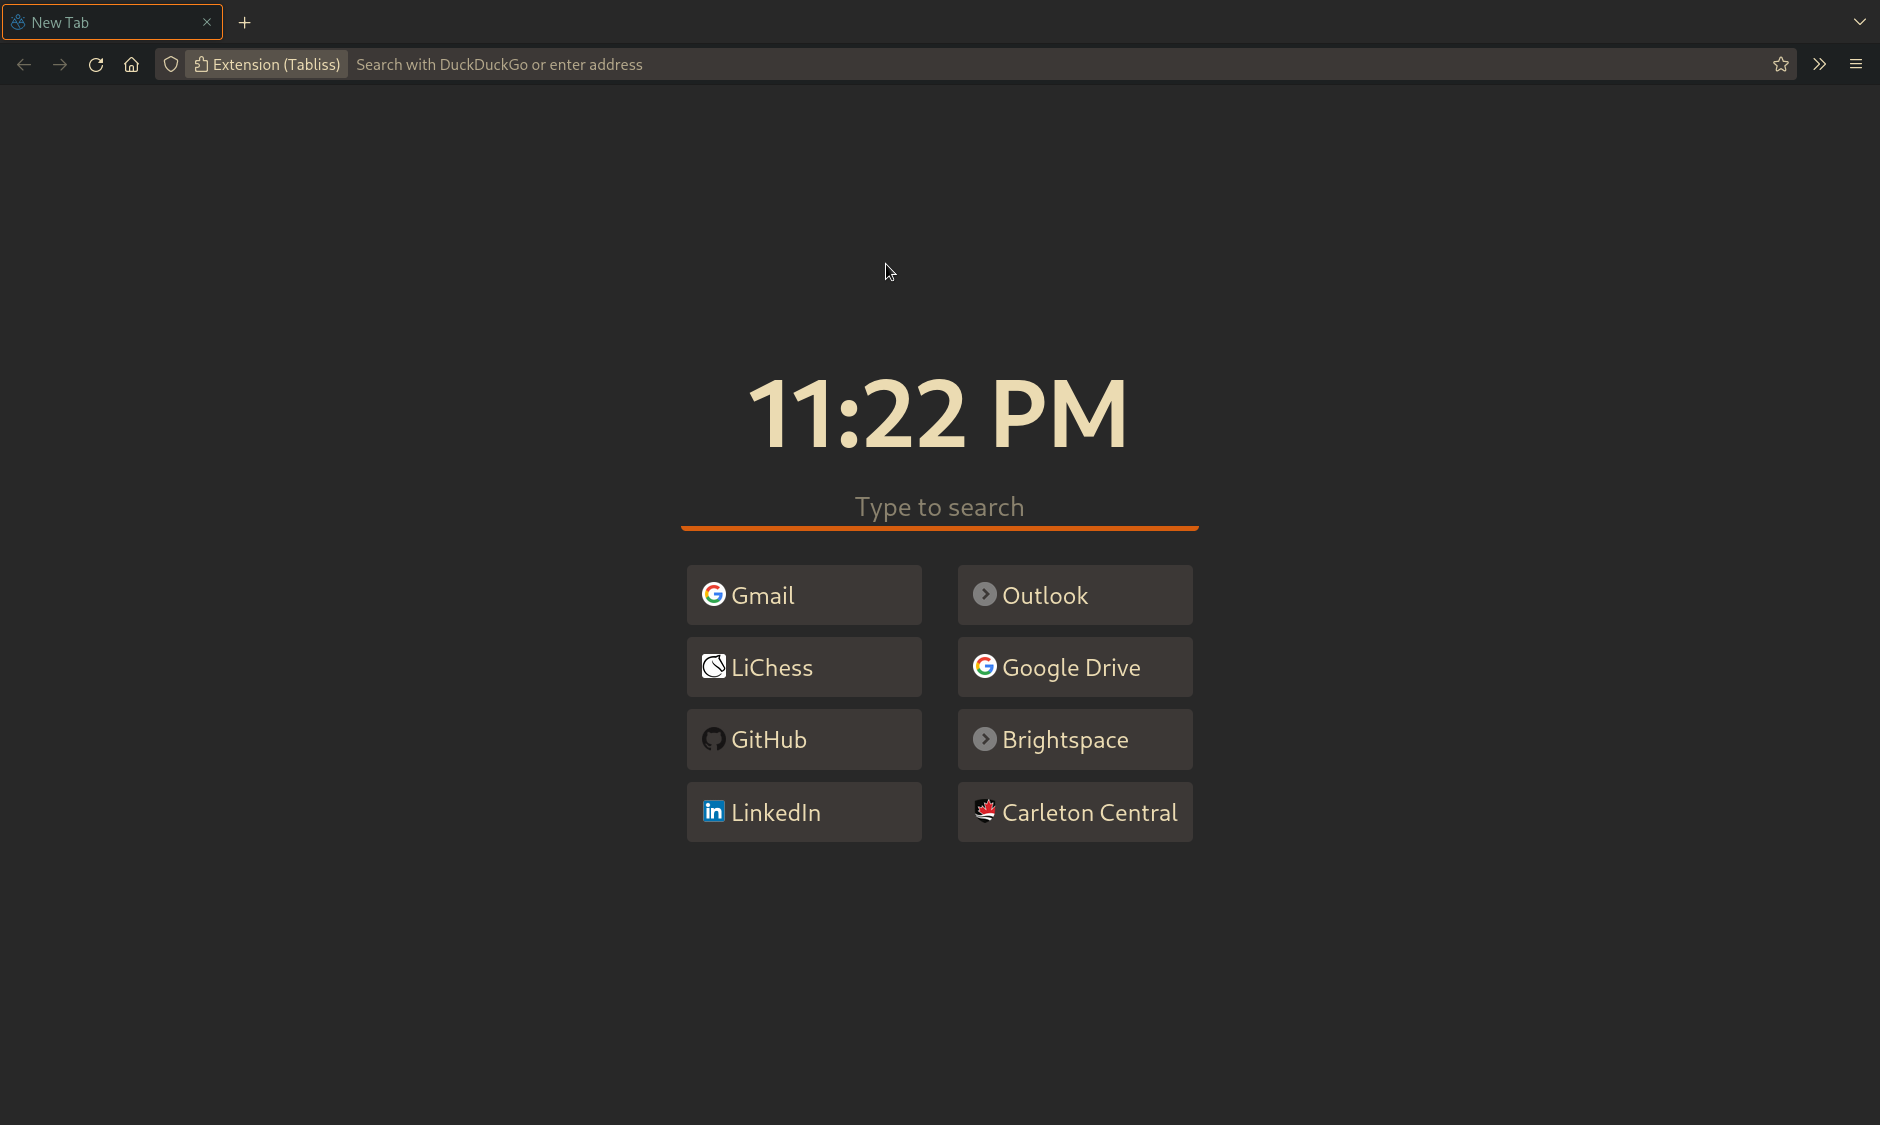 New Tab
Extension (Tabliss) Search with DuckDuckGo or enter address
11:22 PM
Type to search
Gmail
Outlook
LiChess
Google Drive
GitHub
Brightspace
LinkedIn
Carleton Central